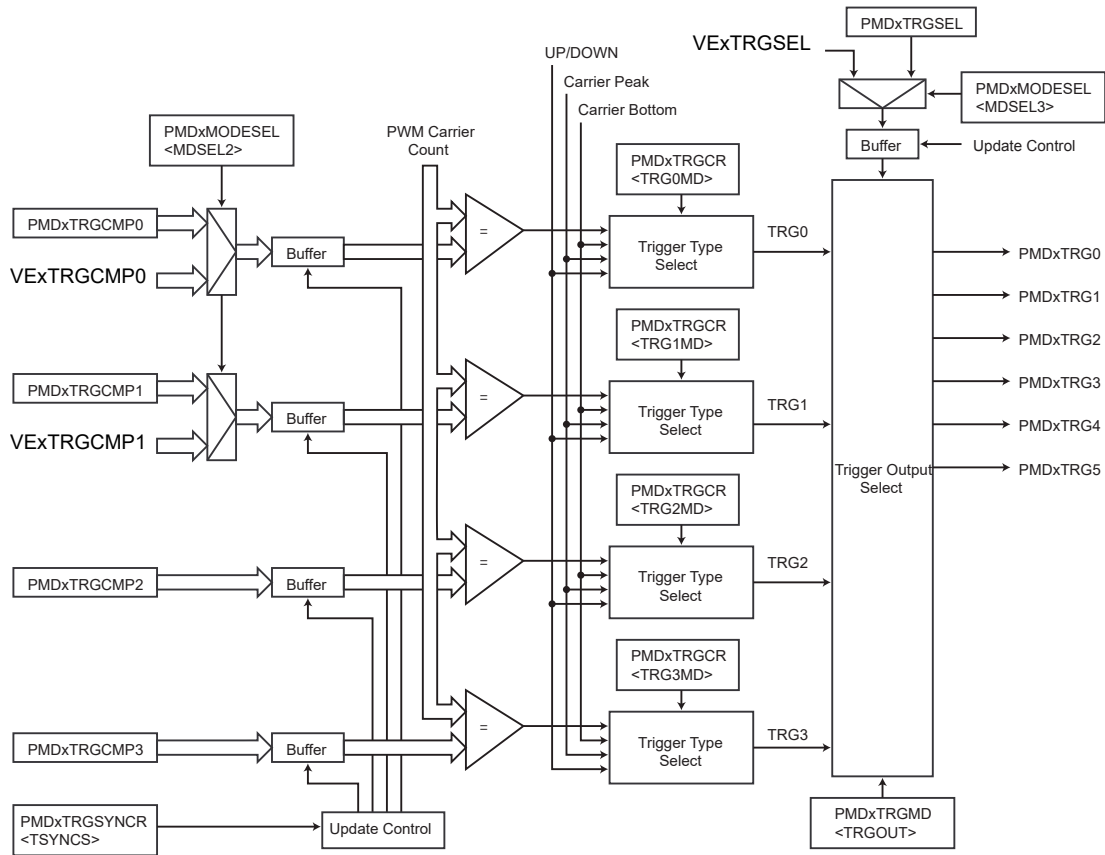 PMDxTRGSEL
VExTRGSEL
UP/DOWN
Carrier Peak
PMDxMODESEL
<MDSEL3>
Carrier Bottom
PMDxMODESEL
<MDSEL2>
PWM Carrier
Count
Buffer
Update Control
PMDxTRGCR
<TRG0MD>
PMDxTRGCMP0
VExTRGCMP0
Buffer
=
Trigger Type
Select
TRG0
PMDxTRG0
PMDxTRG1
PMDxTRG2
PMDxTRG3
PMDxTRG4
PMDxTRG5
PMDxTRGCR
<TRG1MD>
PMDxTRGCMP1
VExTRGCMP1
Buffer
=
Trigger Type
Select
TRG1
Trigger Output
Select
PMDxTRGCR
<TRG2MD>
PMDxTRGCMP2
Buffer
=
Trigger Type
Select
TRG2
PMDxTRGCR
<TRG3MD>
PMDxTRGCMP3
Buffer
=
Trigger Type
Select
TRG3
PMDxTRGSYNCR
<TSYNCS>
Update Control
PMDxTRGMD
<TRGOUT>